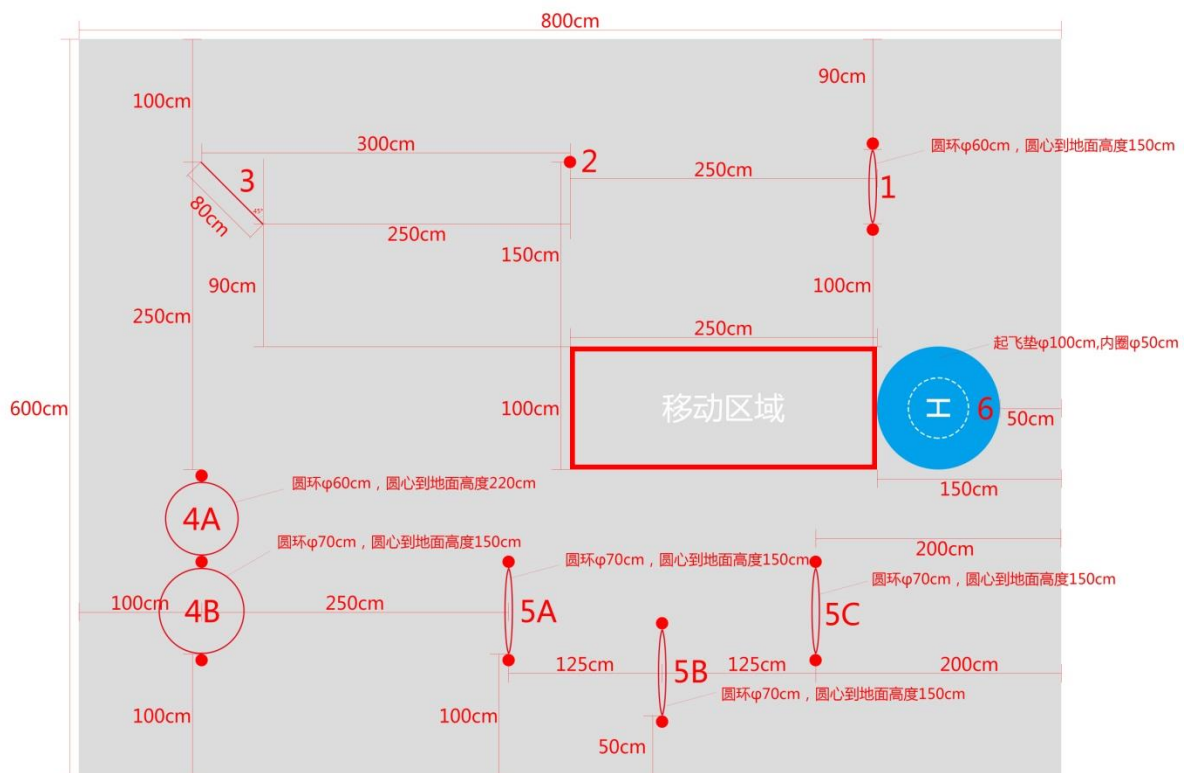 800cm
100cm
90cm
300cm
圆环φ60cm，圆心到地面高度150cm
2
3
250cm
1
45°
80cm
250cm
150cm
90cm
100cm
250cm
250cm
起飞垫φ100cm,内圈φ50cm
600cm
100cm
移动区域
工
6
50cm
圆环φ60cm，圆心到地面高度220cm
150cm
4A
圆环φ70cm，圆心到地面高度150cm
200cm
圆环φ70cm，圆心到地面高度150cm
圆环φ70cm，圆心到地面高度150cm
100cm
4B
250cm
5A
5C
125cm
5B
125cm
200cm
圆环φ70cm，圆心到地面高度150cm
100cm
100cm
50cm